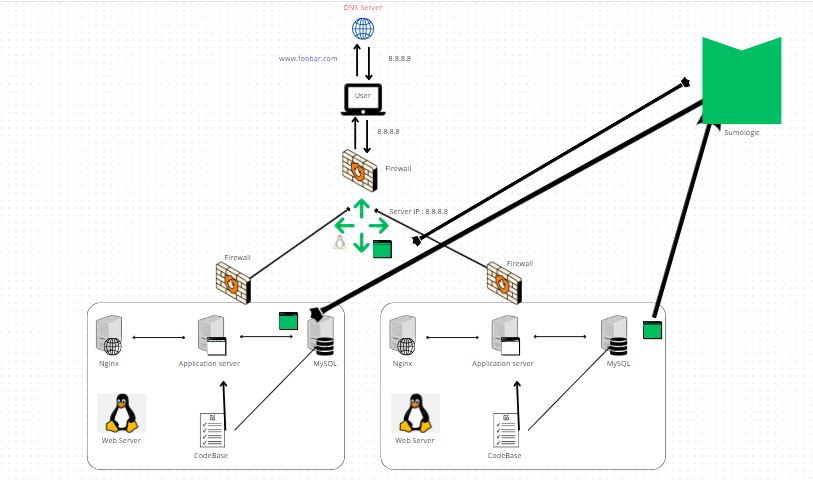 DNS Server
www.foobar.com
8.8.8.8
User
8.8.8.8
Firewall
Sumologic
Server IP : 8.8.8.8
Firewall
Firewall
Nginx
Application server
MySQL
Nginx
Application server
MySQL
Web Server
CodeBase
Web Server
CodeBase